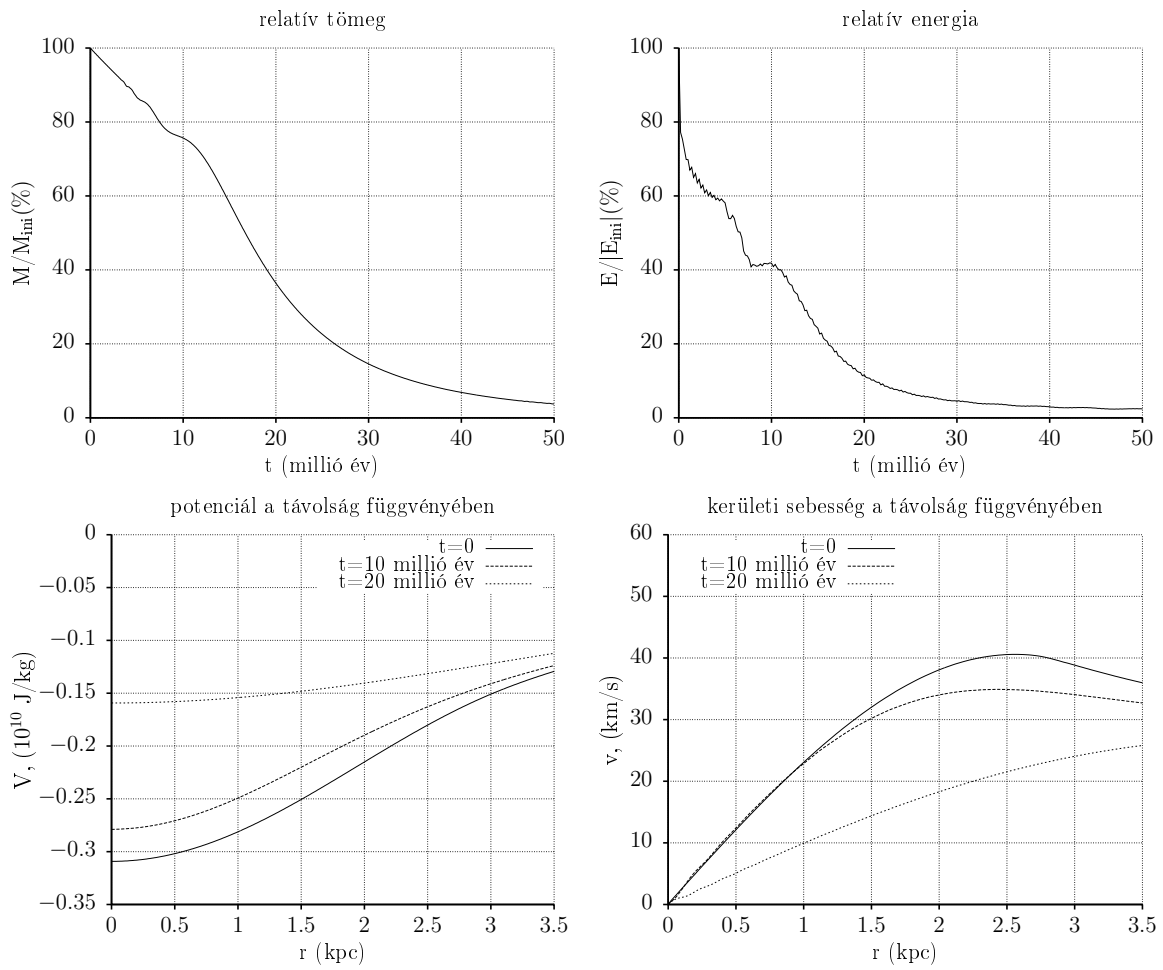 relatív tömeg
M/M_ini(%)
100
80
60
40
20
0
0 10 20 30 40 50
t (millió év)
relatív energia
E/|E_ini|(%)
100
80
60
40
20
0
0 10 20 30 40 50
t (millió év)
potenciál a távolság függvényében
V, (10^10 J/kg)
0
−0.05
−0.1
−0.15
−0.2
−0.25
−0.3
−0.35
t=0
t=10 millió év
t=20 millió év
0 0.5 1 1.5 2 2.5 3 3.5
r (kpc)
kerületi sebesség a távolság függvényében
v, (km/s)
60
50
40
30
20
10
0
t=0
t=10 millió év
t=20 millió év
0 0.5 1 1.5 2 2.5 3 3.5
r (kpc)